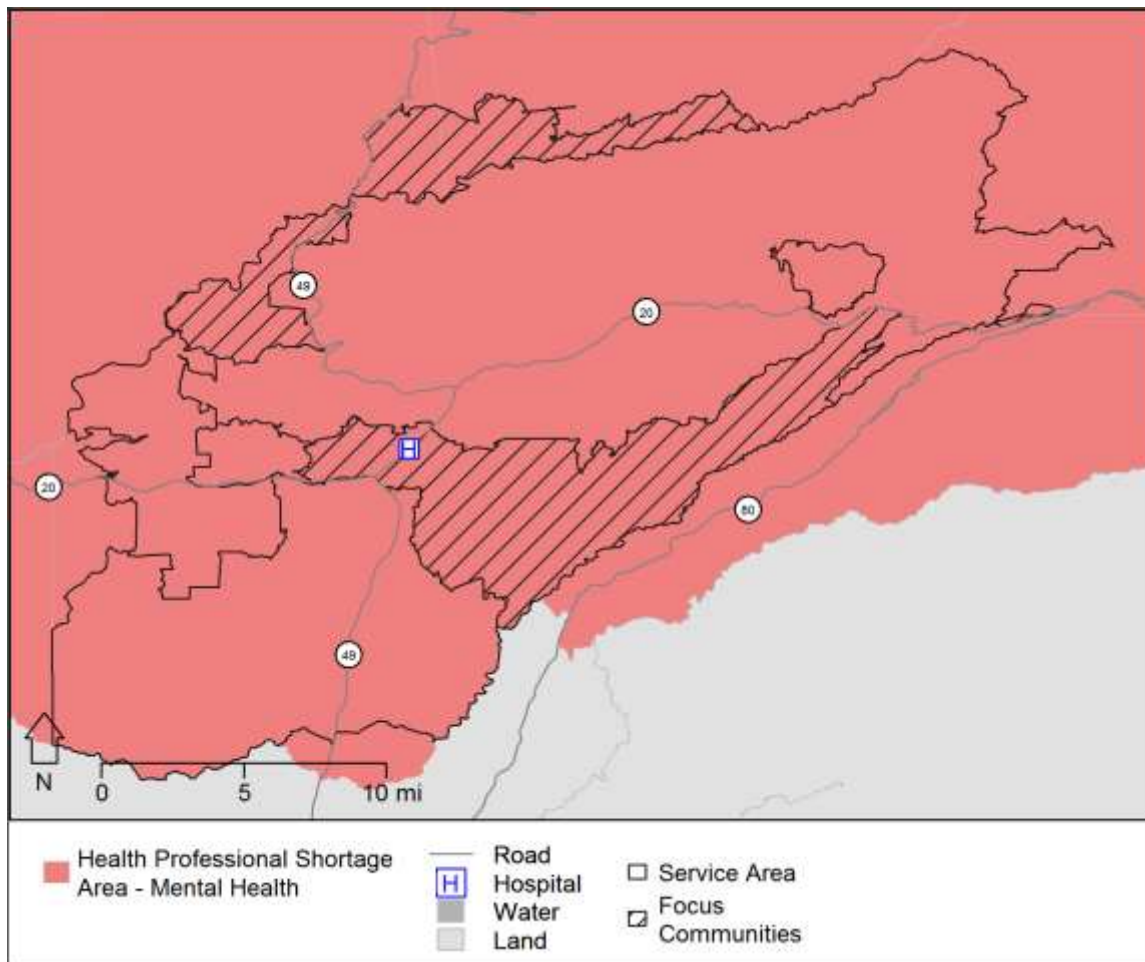 49
20
20
80
49
N
0 5 10 mi
Health Professional Shortage
Area - Mental Health
Road
H Hospital
Water
Land
Service Area
Focus
Communities
H